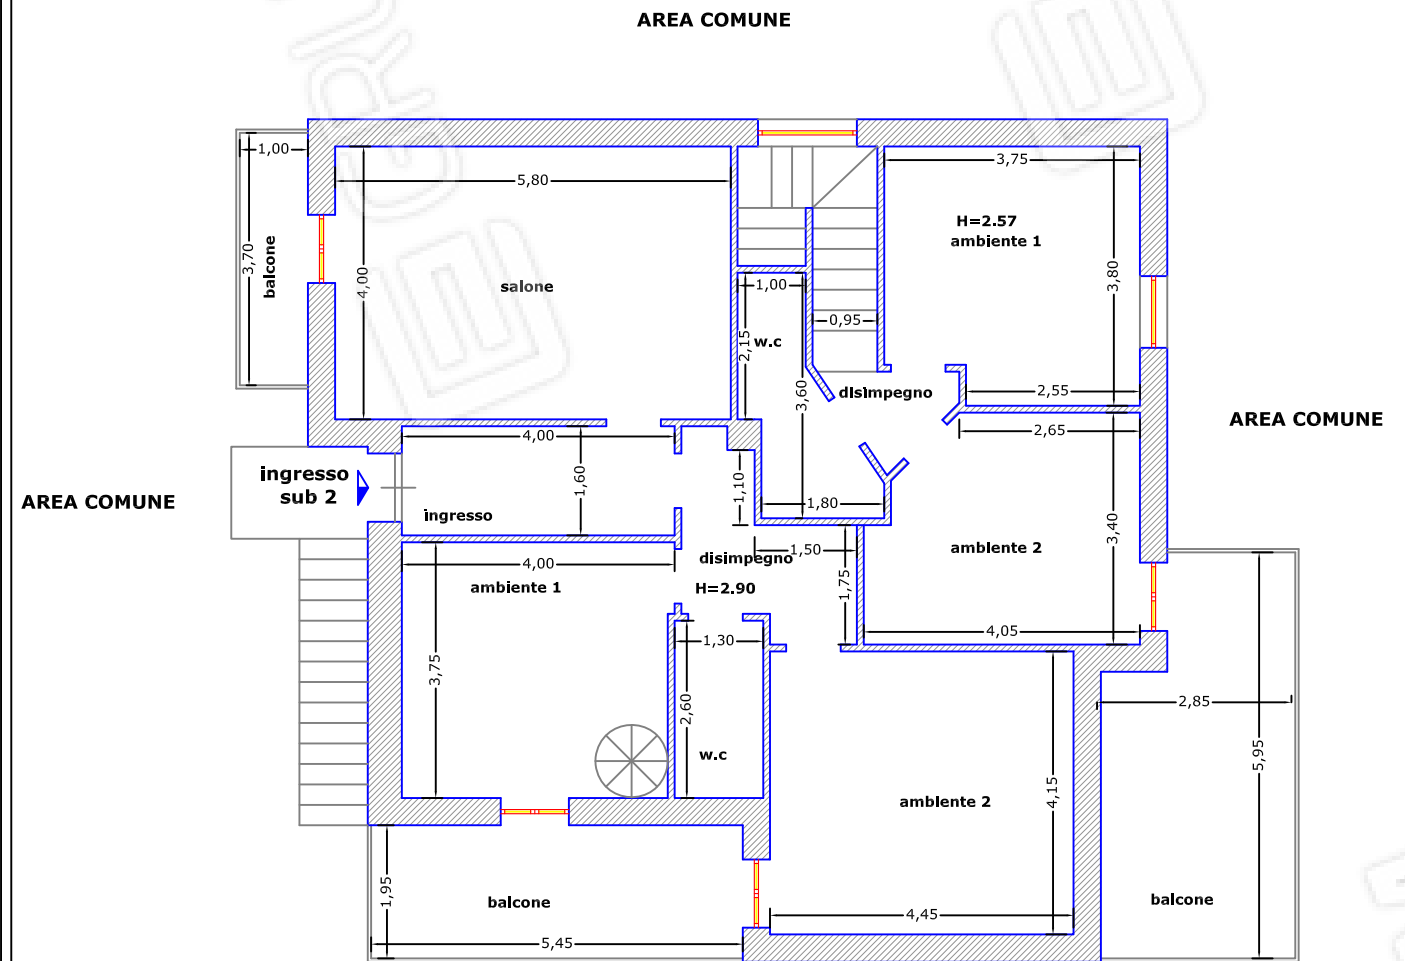 AREA COMUNE
1,00
5,80
3,75
3,70
balcone
4,00
salone
H=2.57
ambiente 1
3,80
1,00
0,95
2,15
w.c
3,60
disimpegno
2,55
2,65
AREA COMUNE
4,00
ingresso
sub 2
AREA COMUNE
1,60
1,10
ingresso
1,80
3,40
1,50
ambiente 2
disimpegno
4,00
ambiente 1
H=2.90
1,75
4,05
1,30
3,75
2,60
w.c
2,85
5,95
4,15
ambiente 2
1,95
balcone
4,45
balcone
5,45